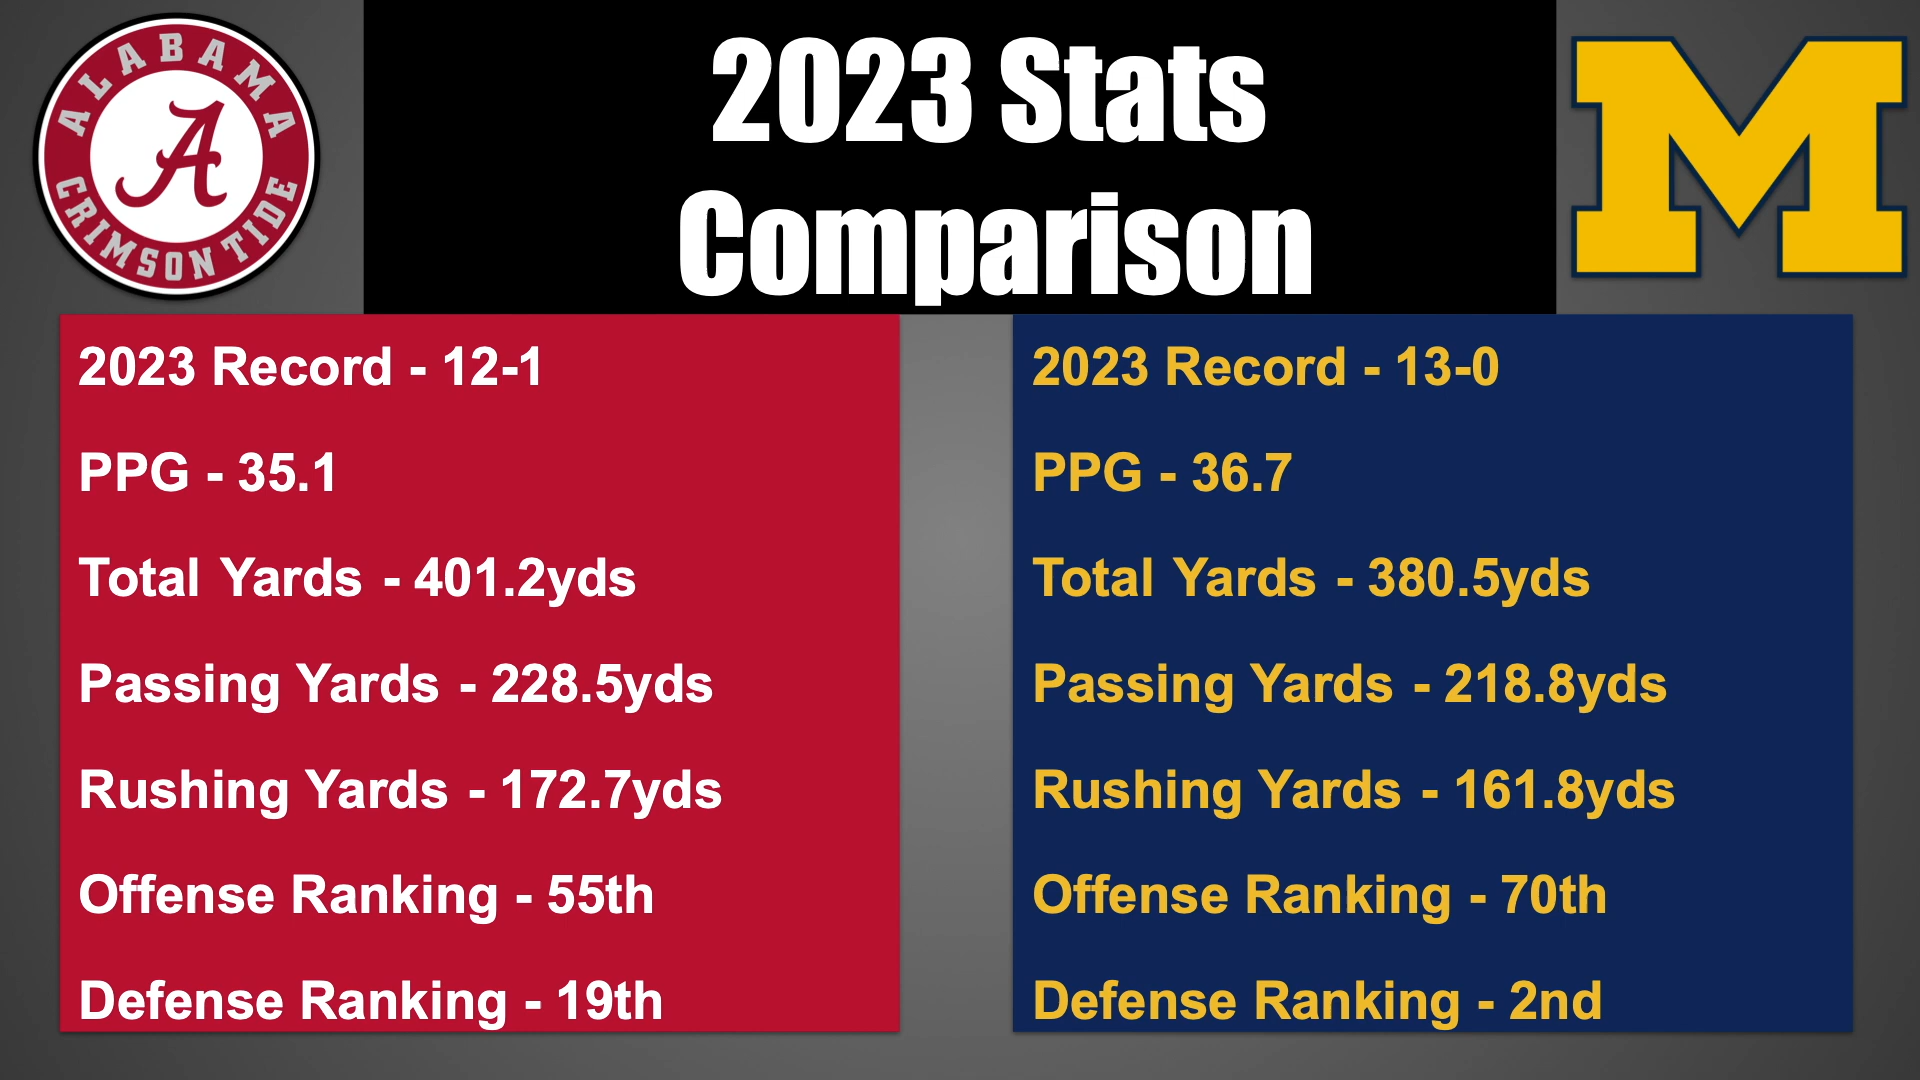 ALABAMA
A
CRIMSON TIDE
2023 Stats
Comparison
M
2023 Record - 12-1
PPG - 35.1
Total Yards - 401.2yds
Passing Yards - 228.5yds
Rushing Yards - 172.7yds
Offense Ranking - 55th
Defense Ranking - 19th
2023 Record - 13-0
PPG - 36.7
Total Yards - 380.5yds
Passing Yards - 218.8yds
Rushing Yards - 161.8yds
Offense Ranking - 70th
Defense Ranking - 2nd